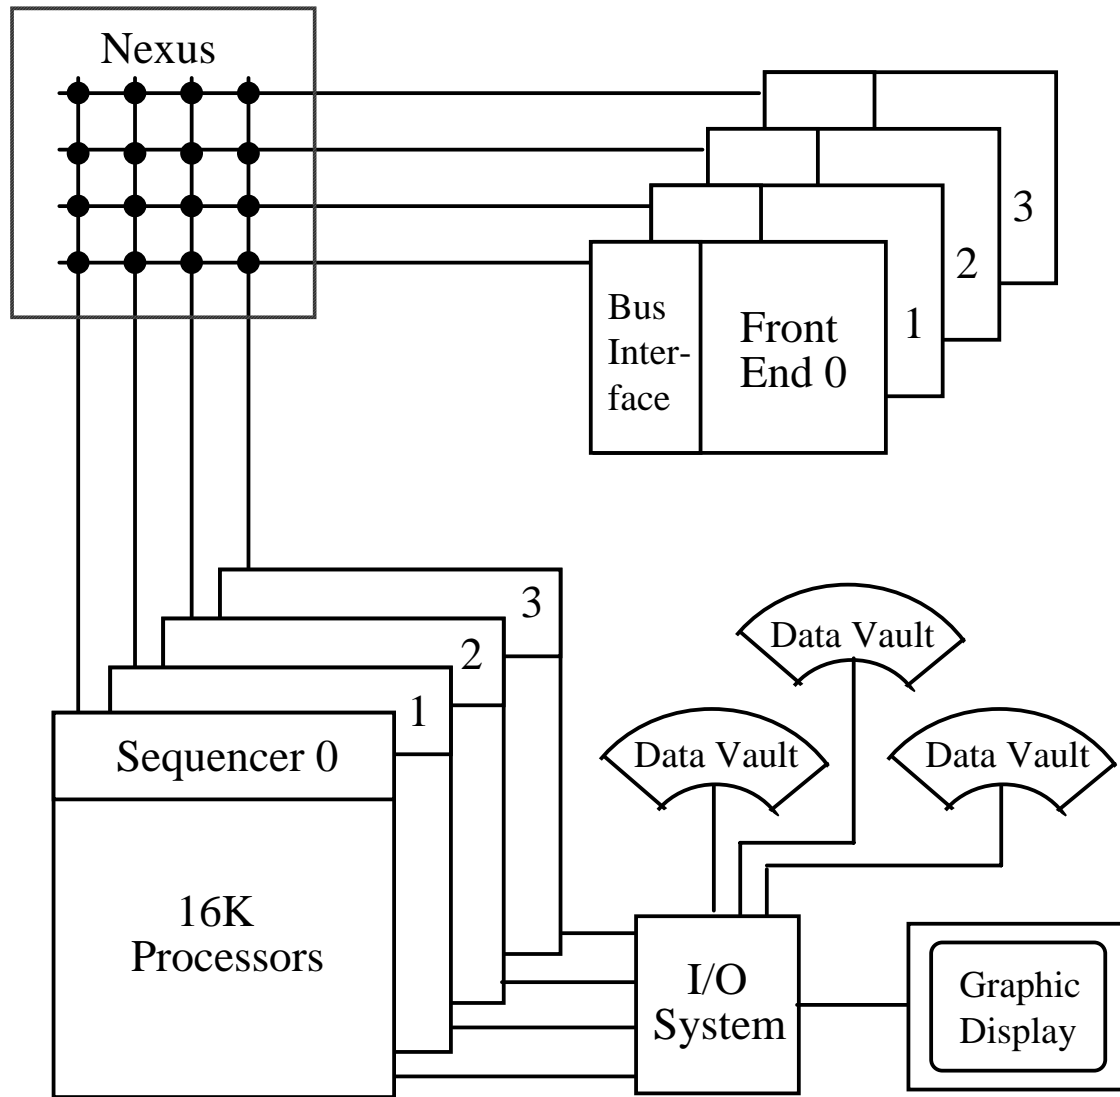 Nexus
3
2
1
Bus
Inter-
face
Front
End 0
3
2
1
Sequencer 0
16K
Processors
Data Vault
Data Vault
Data Vault
I/O
System
Graphic
Display